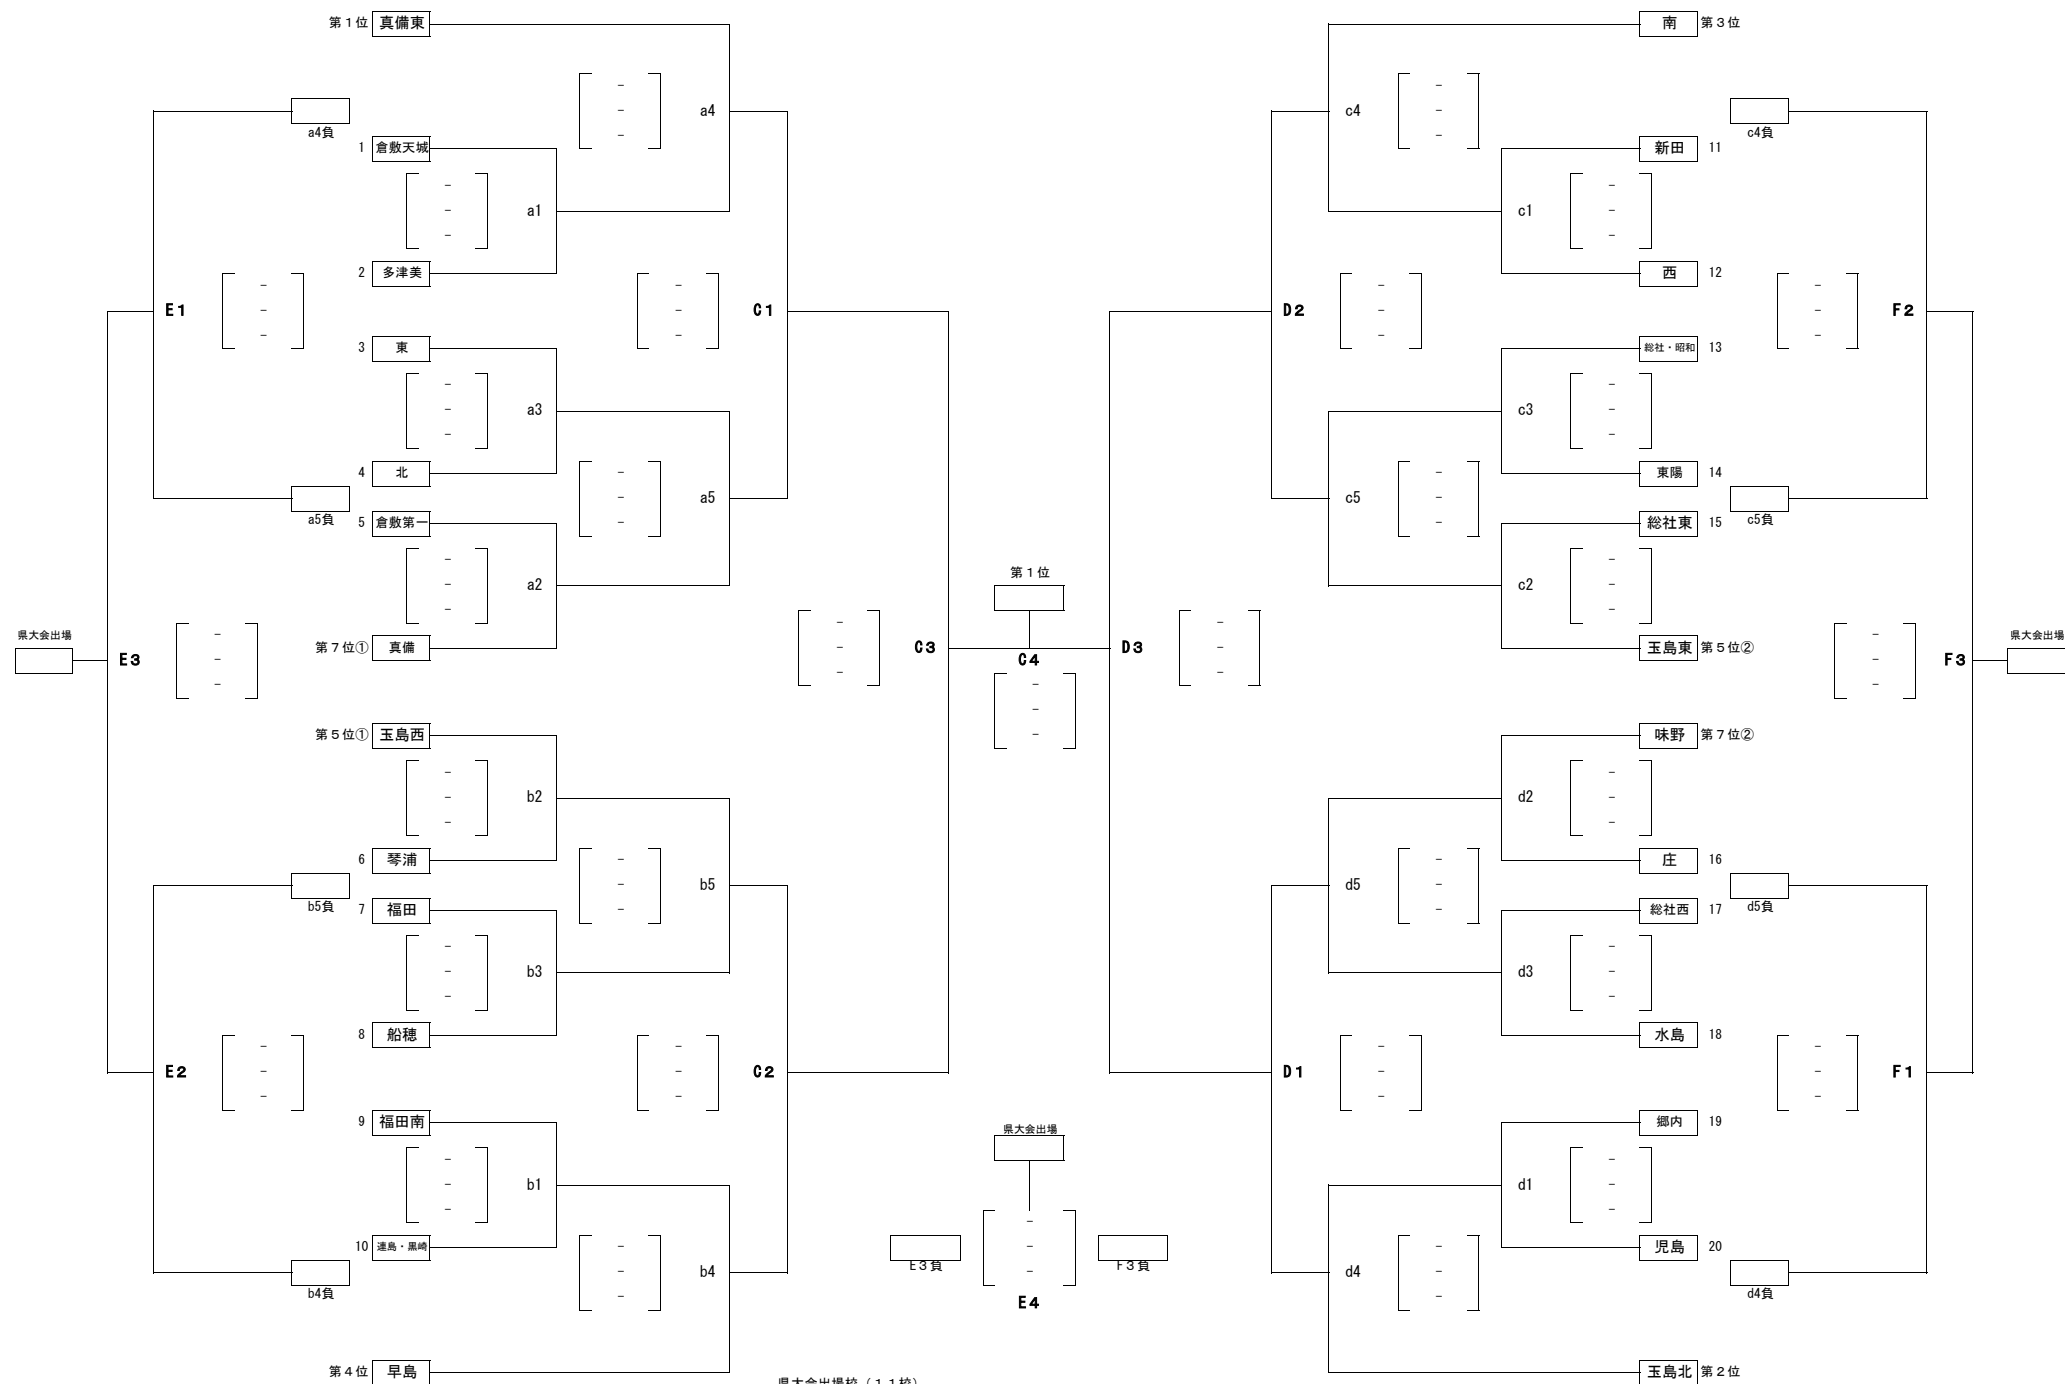 第１位 真備東
南 第３位
- - -
a4
c4
- - -
a4負
c4負
1 倉敷天城
新田 11
- - -
a1
c1
- - -
2 多津美
西 12
E1
- - -
- - -
C1
D2
- - -
- - -
F2
3 東
総社・昭和 13
- - -
a3
c3
- - -
4 北
東陽 14
- - -
a5
c5
- - -
a5負
c5負
5 倉敷第一
総社東 15
- - -
a2
c2
- - -
第１位
県大会出場
県大会出場
第７位① 真備
玉島東 第５位②
E3
- - -
- - -
C3
C4
- - -
D3
- - -
- - -
F3
第５位① 玉島西
味野 第７位②
- - -
b2
d2
- - -
6 琴浦
庄 16
- - -
b5
d5
- - -
b5負
d5負
7 福田
総社西 17
- - -
b3
d3
- - -
8 船穂
水島 18
E2
- - -
- - -
C2
D1
- - -
- - -
F1
9 福田南
郷内 19
県大会出場
- - -
b1
d1
- - -
10 連島・黒崎
児島 20
- - -
b4
E3負
- - -
F3負
d4
- - -
b4負
d4負
E4
第４位 早島
玉島北 第２位
県大会出場校（１１校）